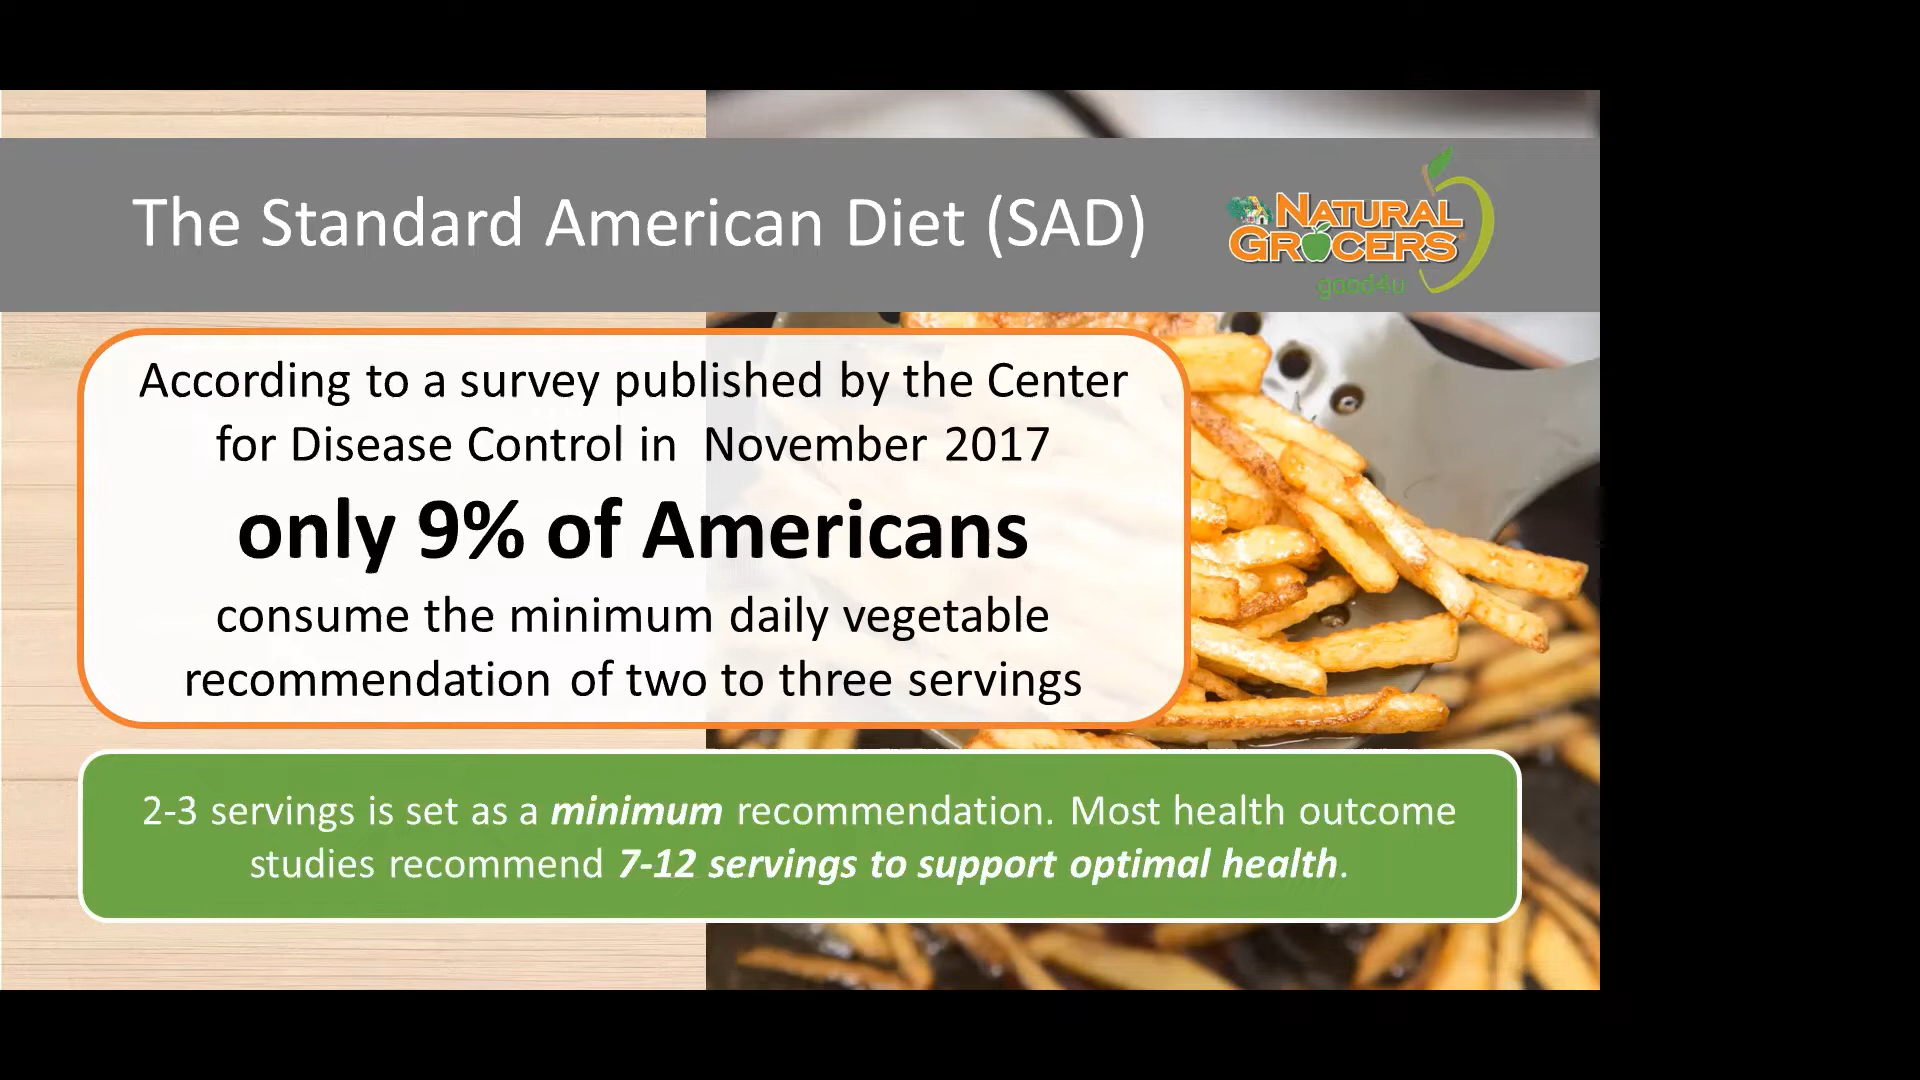 The Standard American Diet (SAD)
NATURAL
GROCERS
good4u
According to a survey published by the Center
for Disease Control in November 2017
only 9% of Americans
consume the minimum daily vegetable
recommendation of two to three servings
2-3 servings is set as a minimum recommendation. Most health outcome
studies recommend 7-12 servings to support optimal health.